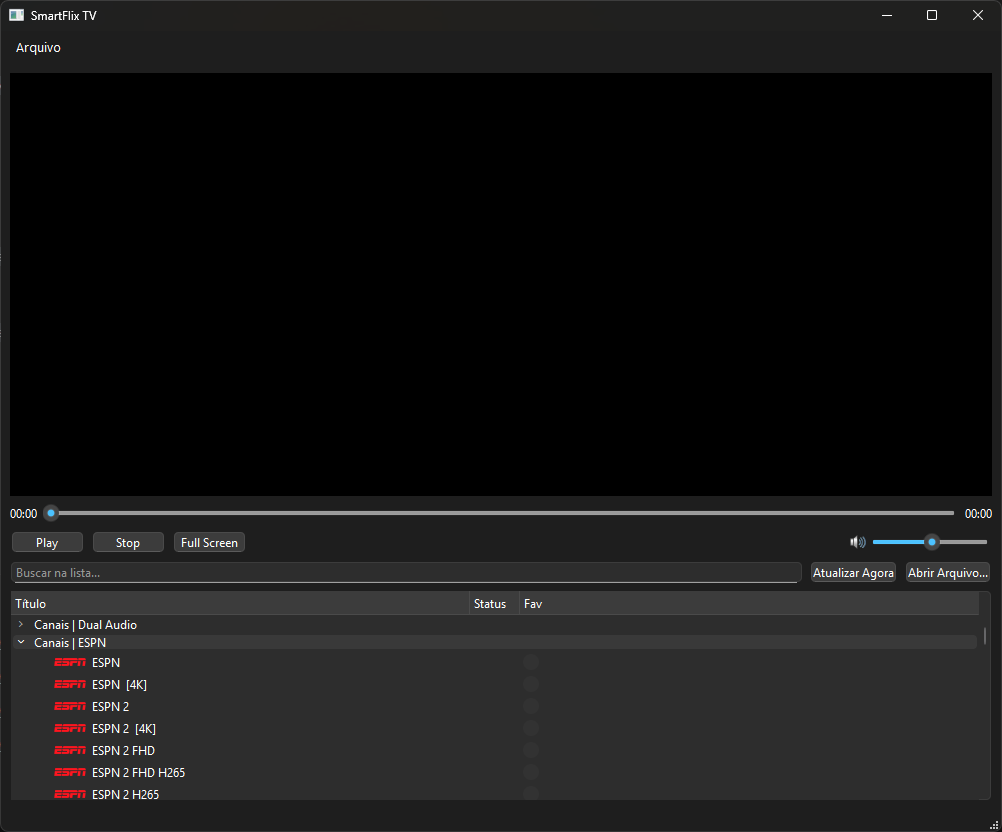 SmartFlix TV
Arquivo
00:00 00:00
Play Stop Full Screen
Buscar na lista... Atualizar Agora Abrir Arquivo...
Título Status Fav
Canais | Dual Audio
Canais | ESPN
ESPN ESPN
ESPN ESPN [4K]
ESPN ESPN 2
ESPN ESPN 2 [4K]
ESPN ESPN 2 FHD
ESPN ESPN 2 FHD H265
ESPN ESPN 2 H265